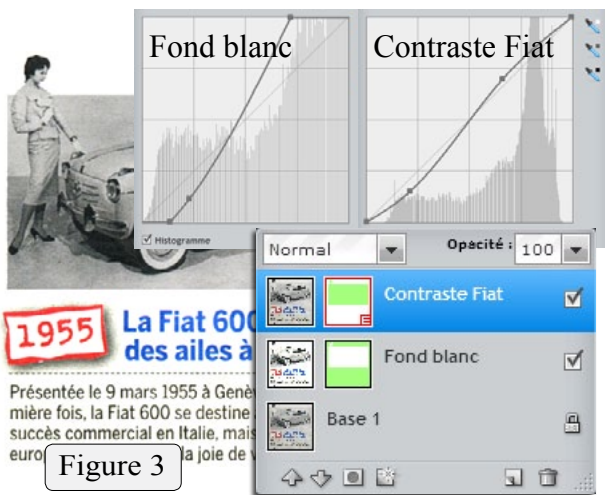 Fond blanc
Contraste Fiat
Histogramme
Normal
Opacité : 100
Contraste Fiat
Fond blanc
Base 1
1955
La Fiat 600
des ailes à
Présentée le 9 mars 1955 à Genè
mière fois, la Fiat 600 se destine
succès commercial en Italie, mais
euro
la joie de v
Figure 3